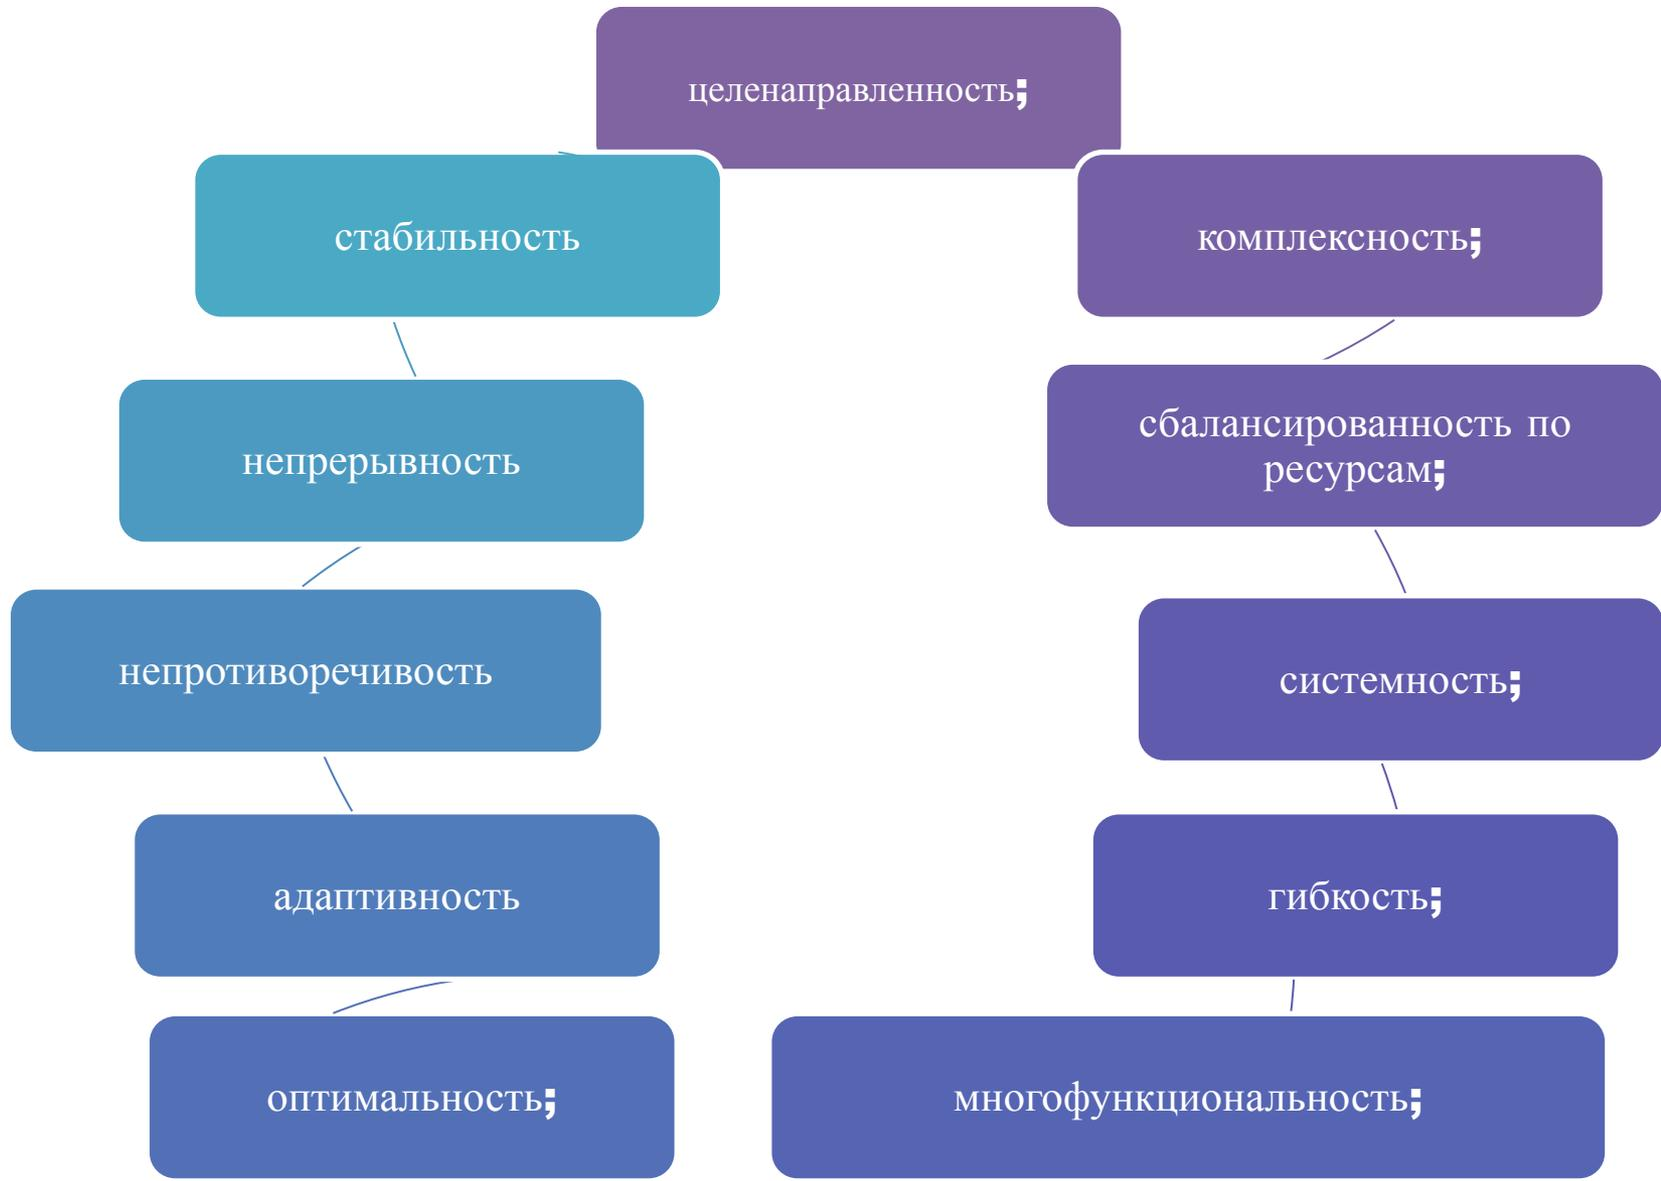 целенаправленность;
стабильность
комплексность;
непрерывность
сбалансированность по
ресурсам;
непротиворечивость
системность;
адаптивность
гибкость;
оптимальность;
многофункциональность;